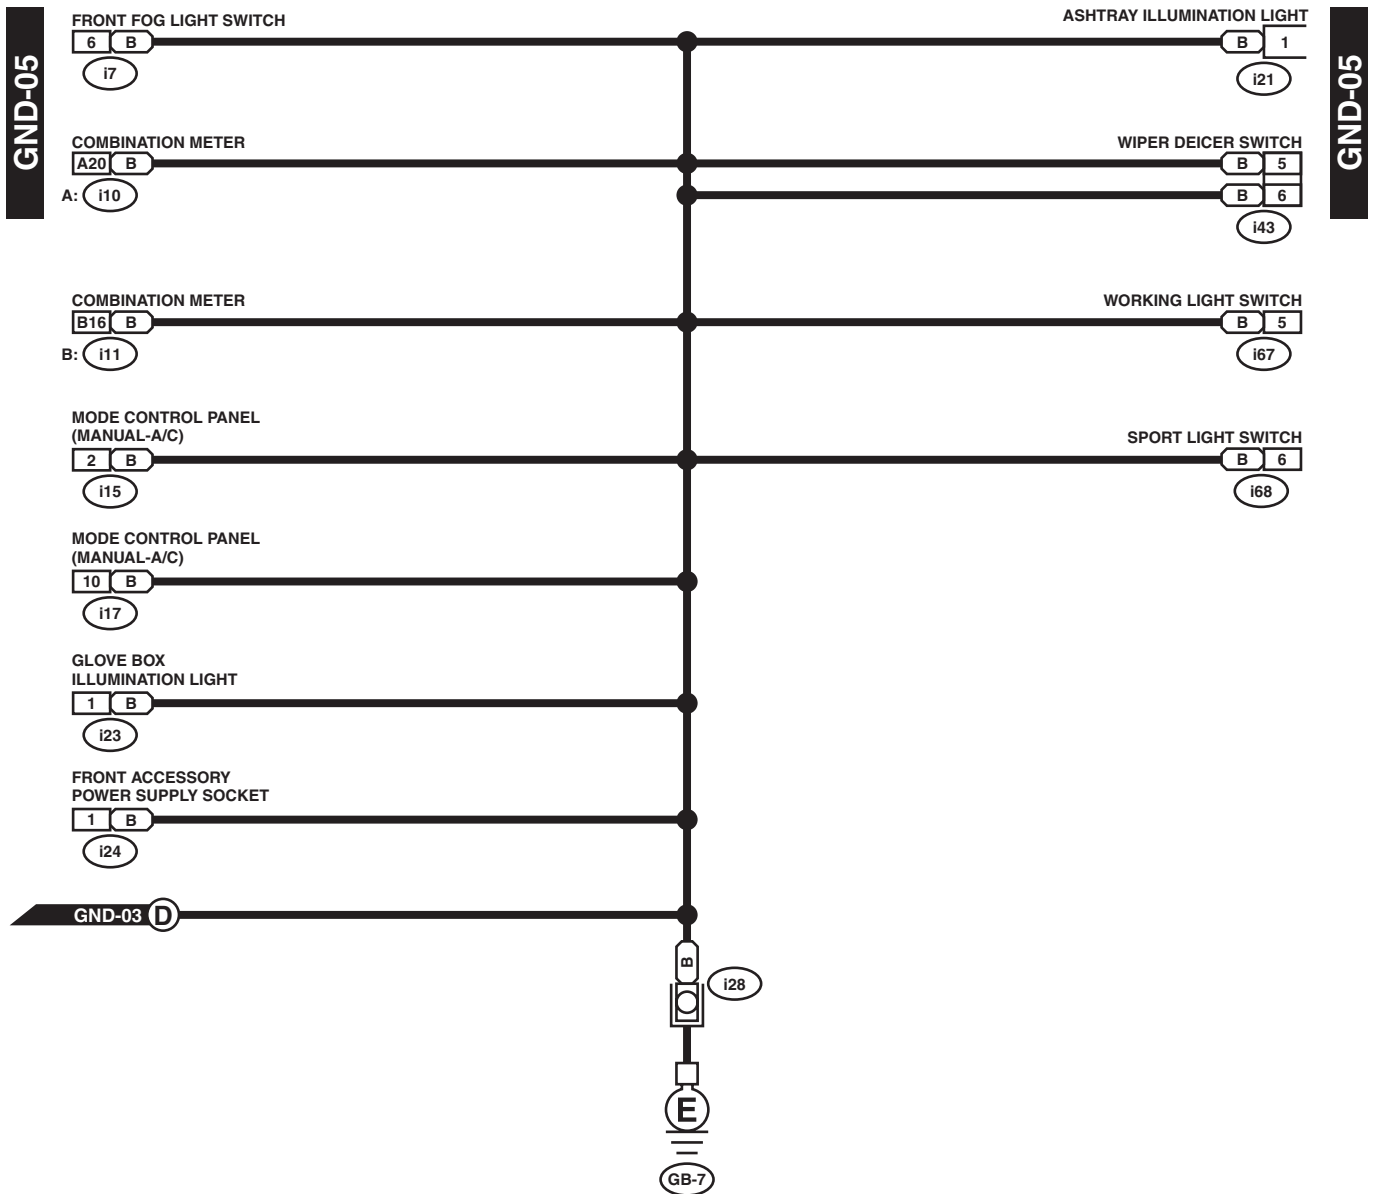 GND-05
FRONT FOG LIGHT SWITCH
6 B
i7
COMBINATION METER
A20 B
A: i10
COMBINATION METER
B16 B
B: i11
MODE CONTROL PANEL
(MANUAL-A/C)
2 B
i15
MODE CONTROL PANEL
(MANUAL-A/C)
10 B
i17
GLOVE BOX
ILLUMINATION LIGHT
1 B
i23
FRONT ACCESSORY
POWER SUPPLY SOCKET
1 B
i24
GND-03 D
ASHTRAY ILLUMINATION LIGHT
B 1
i21
WIPER DEICER SWITCH
B 5
B 6
i43
WORKING LIGHT SWITCH
B 5
i67
SPORT LIGHT SWITCH
B 6
i68
GND-05
B
i28
E
GB-7